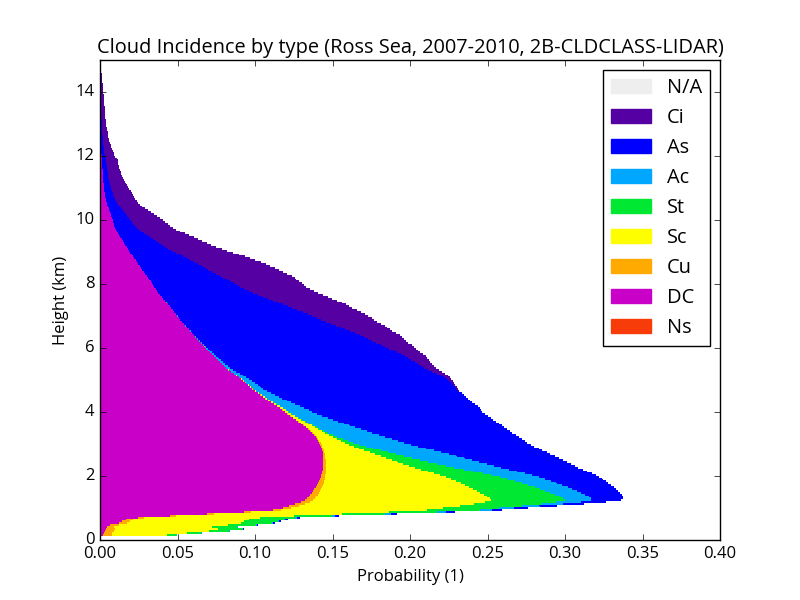 Cloud Incidence by type (Ross Sea, 2007-2010, 2B-CLDCLASS-LIDAR)
14
12
10
8
6
4
2
0
Height (km)
N/A
Ci
As
Ac
St
Sc
Cu
DC
Ns
0.00 0.05 0.10 0.15 0.20 0.25 0.30 0.35 0.40
Probability (1)